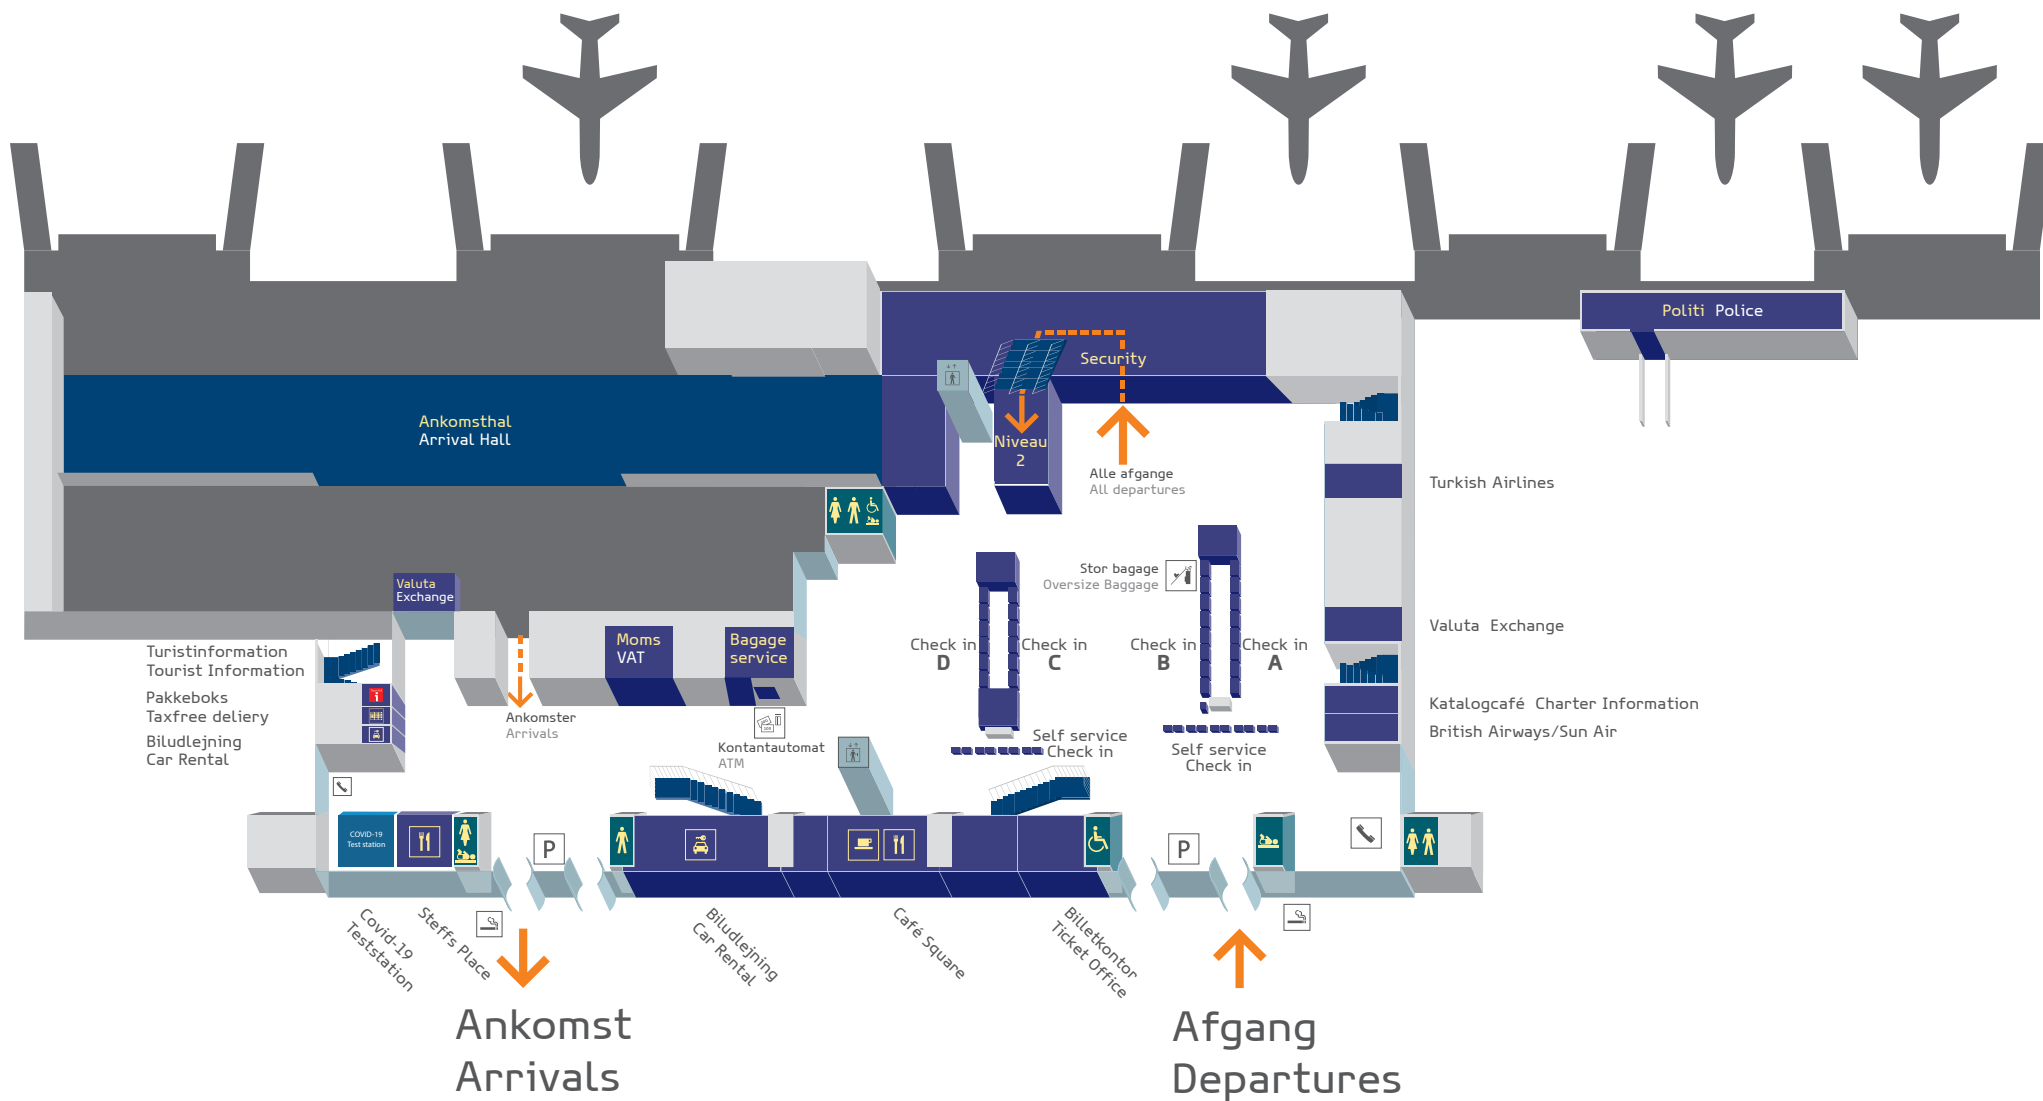 Politi Police
Security
Ankomsthal
Arrival Hall
Niveau
2
Alle afgange
All departures
Turkish Airlines
Stor bagage
Oversize Baggage
Valuta
Exchange
Valuta Exchange
Turistinformation
Tourist Information
Pakkeboks
Taxfree deliery
Biludlejning
Car Rental
i
Moms
VAT
Bagage
service
Check in
D
Check in
C
Check in
B
Check in
A
Ankomster
Arrivals
Kontantautomat
ATM
Self service
Check in
Self service
Check in
Katalogcafé Charter Information
British Airways/Sun Air
COVID-19
Test station
P
P
Covid-19
Teststation
Steffs Place
Biludlejning
Car Rental
Café Square
Billetkontor
Ticket Office
Ankomst
Arrivals
Afgang
Departures